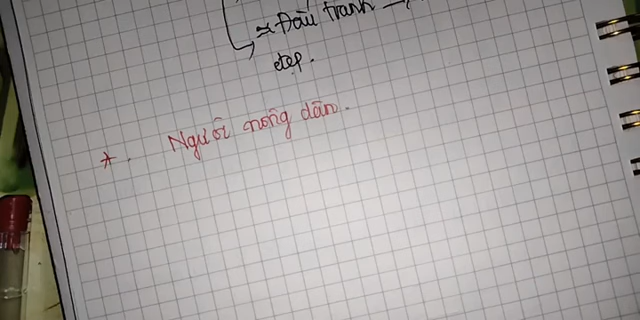 ≈ Đấu tranh →
đẹp.
* . Người nông dân.